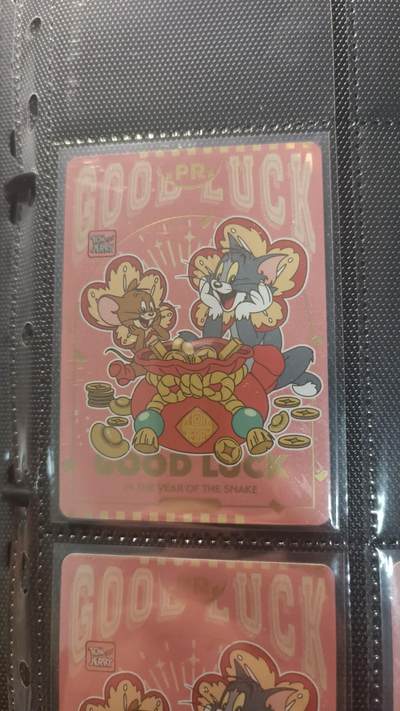 GOOD LUCK
PR
TOM AND JERRY
GOOD LUCK
IN THE YEAR OF THE SNAKE
GOOD LUCK
PR
TOM AND JERRY